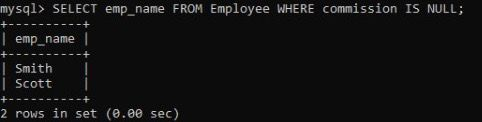 mysql> SELECT emp_name FROM Employee WHERE commission IS NULL;
+----------+
| emp_name |
+----------+
| Smith    |
| Scott    |
+----------+
2 rows in set (0.00 sec)